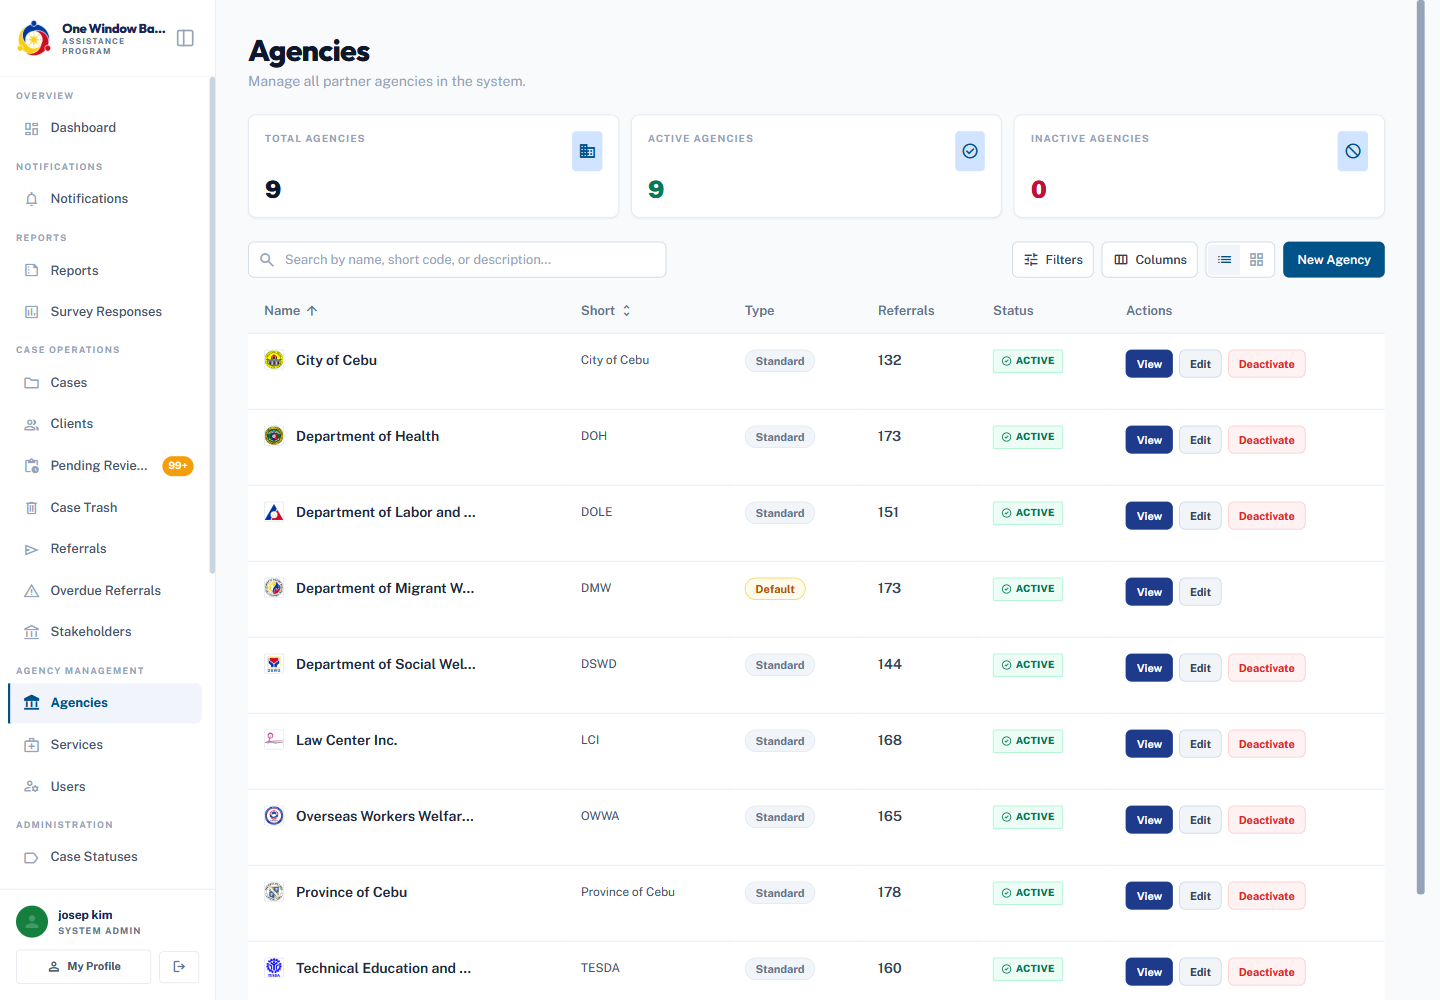 One Window Ba...
ASSISTANCE
PROGRAM
OVERVIEW
Dashboard
NOTIFICATIONS
Notifications
REPORTS
Reports
Survey Responses
CASE OPERATIONS
Cases
Clients
Pending Revie... 99+
Case Trash
Referrals
Overdue Referrals
Stakeholders
AGENCY MANAGEMENT
Agencies
Services
Users
ADMINISTRATION
Case Statuses
josep kim
SYSTEM ADMIN
My Profile
Agencies
Manage all partner agencies in the system.
TOTAL AGENCIES
9
ACTIVE AGENCIES
9
INACTIVE AGENCIES
0
Search by name, short code, or description...
Filters
Columns
New Agency
Name Short Type Referrals Status Actions
City of Cebu City of Cebu Standard 132 ACTIVE View Edit Deactivate
Department of Health DOH Standard 173 ACTIVE View Edit Deactivate
Department of Labor and ... DOLE Standard 151 ACTIVE View Edit Deactivate
Department of Migrant W... DMW Default 173 ACTIVE View Edit
Department of Social Wel... DSWD Standard 144 ACTIVE View Edit Deactivate
Law Center Inc. LCI Standard 168 ACTIVE View Edit Deactivate
Overseas Workers Welfar... OWWA Standard 165 ACTIVE View Edit Deactivate
Province of Cebu Province of Cebu Standard 178 ACTIVE View Edit Deactivate
Technical Education and ... TESDA Standard 160 ACTIVE View Edit Deactivate